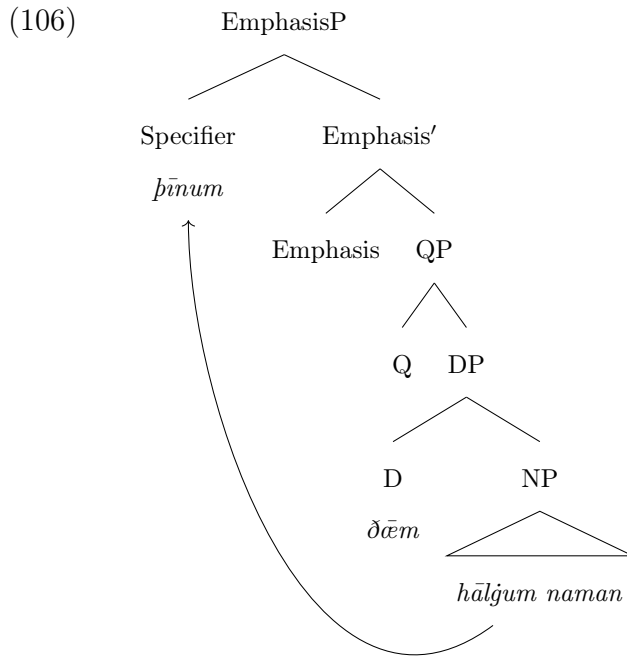 (106)
EmphasisP
Specifier Emphasis′
þīnum
Emphasis QP
Q DP
D NP
ðǣm
hālġum naman